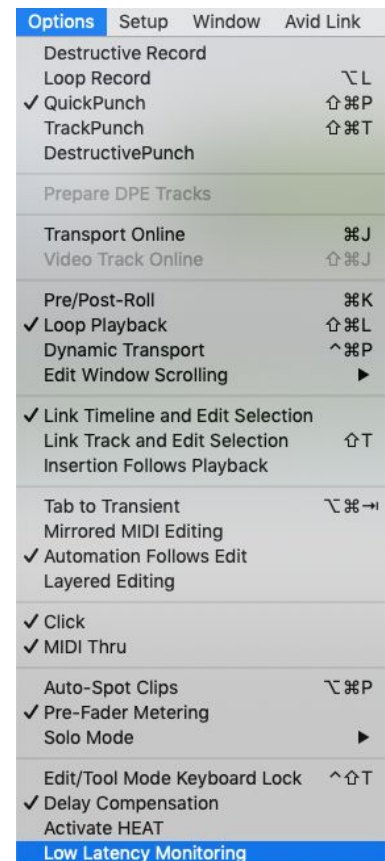 Options Setup Window Avid Link
Destructive Record
Loop Record ⌥L
✓ QuickPunch ⇧⌘P
TrackPunch ⇧⌘T
DestructivePunch
Prepare DPE Tracks
Transport Online ⌘J
Video Track Online ⇧⌘J
Pre/Post-Roll ⌘K
✓ Loop Playback ⇧⌘L
Dynamic Transport ^⌘P
Edit Window Scrolling ▶
✓ Link Timeline and Edit Selection
Link Track and Edit Selection ⇧T
Insertion Follows Playback
Tab to Transient ⌥⌘⇥
Mirrored MIDI Editing
✓ Automation Follows Edit
Layered Editing
✓ Click
✓ MIDI Thru
Auto-Spot Clips ⌥⌘P
✓ Pre-Fader Metering
Solo Mode ▶
Edit/Tool Mode Keyboard Lock ^⇧T
✓ Delay Compensation
Activate HEAT
Low Latency Monitoring